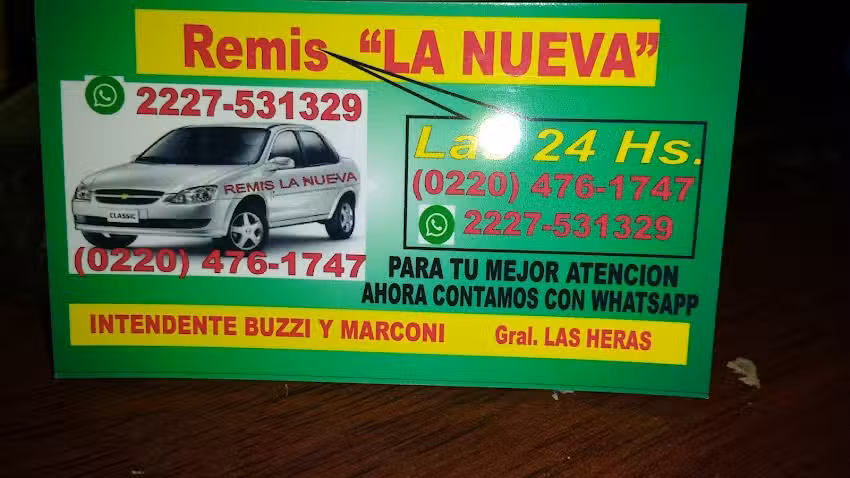 Remis "LA NUEVA"
2227-531329
REMIS LA NUEVA
CLASSIC
(0220) 476-1747
Las 24 Hs.
(0220) 476-1747
2227-531329
PARA TU MEJOR ATENCION
AHORA CONTAMOS CON WHATSAPP
INTENDENTE BUZZI Y MARCONI Gral. LAS HERAS